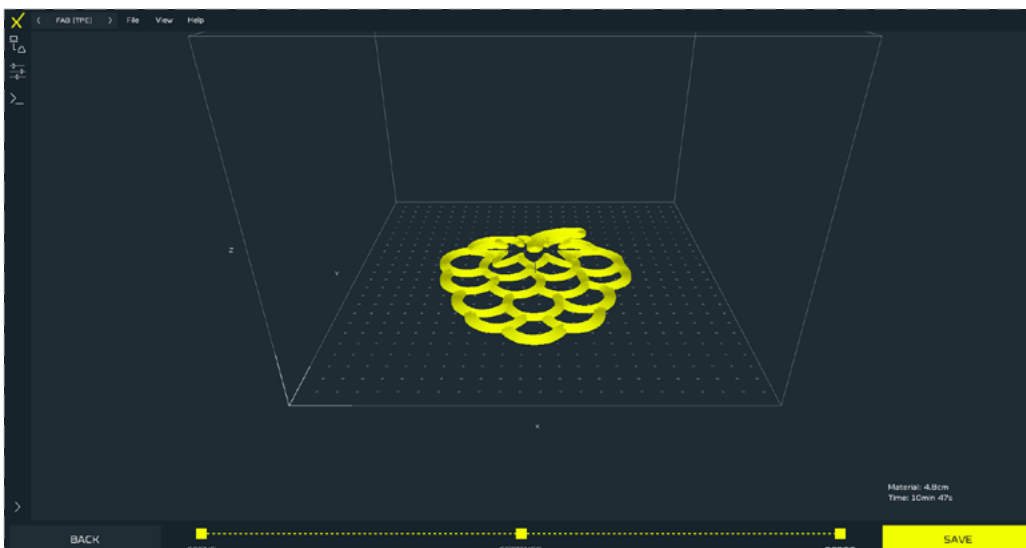 < FAB (TPE) > File View Help
Z
Y
X
Material: 4.8cm
Time: 10min 47s
BACK
SAVE